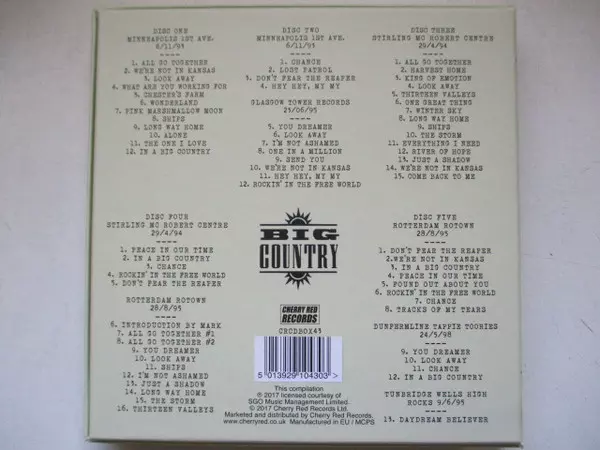 DISC ONE
MINNEAPOLIS 1ST AVE.
6/11/93
----
1. ALL GO TOGETHER
2. WE'RE NOT IN KANSAS
3. LOOK AWAY
4. WHAT ARE YOU WORKING FOR
5. CHESTER'S FARM
6. WONDERLAND
7. PINK MARSHMALLOW MOON
8. SHIPS
9. LONG WAY HOME
10. ALONE
11. THE ONE I LOVE
12. IN A BIG COUNTRY
DISC TWO
MINNEAPOLIS 1ST AVE.
6/11/93
----
1. CHANCE
2. LOST PATROL
3. DON'T FEAR THE REAPER
4. HEY HEY, MY MY
GLASGOW TOWER RECORDS
23/06/95
----
5. YOU DREAMER
6. LOOK AWAY
7. I'M NOT ASHAMED
8. ONE IN A MILLION
9. SEND YOU
10. WE'RE NOT IN KANSAS
11. HEY HEY, MY MY
12. ROCKIN' IN THE FREE WORLD
DISC THREE
STIRLING MC ROBERT CENTRE
29/4/94
----
1. ALL GO TOGETHER
2. HARVEST HOME
3. KING OF EMOTION
4. LOOK AWAY
5. THIRTEEN VALLEYS
6. ONE GREAT THING
7. WINTER SKY
8. LONG WAY HOME
9. SHIPS
10. THE STORM
11. EVERYTHING I NEED
12. RIVER OF HOPE
13. JUST A SHADOW
14. WE'RE NOT IN KANSAS
15. COME BACK TO ME
DISC FOUR
STIRLING MC ROBERT CENTRE
29/4/94
----
1. PEACE IN OUR TIME
2. IN A BIG COUNTRY
3. CHANCE
4. ROCKIN' IN THE FREE WORLD
5. DON'T FEAR THE REAPER
ROTTERDAM ROTOWN
28/8/95
----
6. INTRODUCTION BY MARK
7. ALL GO TOGETHER #1
8. ALL GO TOGETHER #2
9. YOU DREAMER
10. LOOK AWAY
11. SHIPS
12. I'M NOT ASHAMED
13. JUST A SHADOW
14. LONG WAY HOME
15. THE STORM
16. THIRTEEN VALLEYS
BIG
COUNTRY
CHERRY RED
RECORDS
CRCDBOX43
5 013929 104303 >
This compilation
℗ 2017 licensed courtesy of
SGO Music Management Limited.
© 2017 Cherry Red Records Ltd.
Marketed and distributed by Cherry Red Records.
www.cherryred.co.uk Manufactured in EU / MCPS
DISC FIVE
ROTTERDAM ROTOWN
28/8/95
----
1. DON'T FEAR THE REAPER
2.WE'RE NOT IN KANSAS
3. IN A BIG COUNTRY
4. PEACE IN OUR TIME
5. FOUND OUT ABOUT YOU
6. ROCKIN' IN THE FREE WORLD
7. CHANCE
8. TRACKS OF MY TEARS
DUNFERMLINE TAPPIE TOORIES
24/5/98
----
9. YOU DREAMER
10. LOOK AWAY
11. CHANCE
12. IN A BIG COUNTRY
TUNBRIDGE WELLS HIGH
ROCKS 9/6/95
----
13. DAYDREAM BELIEVER